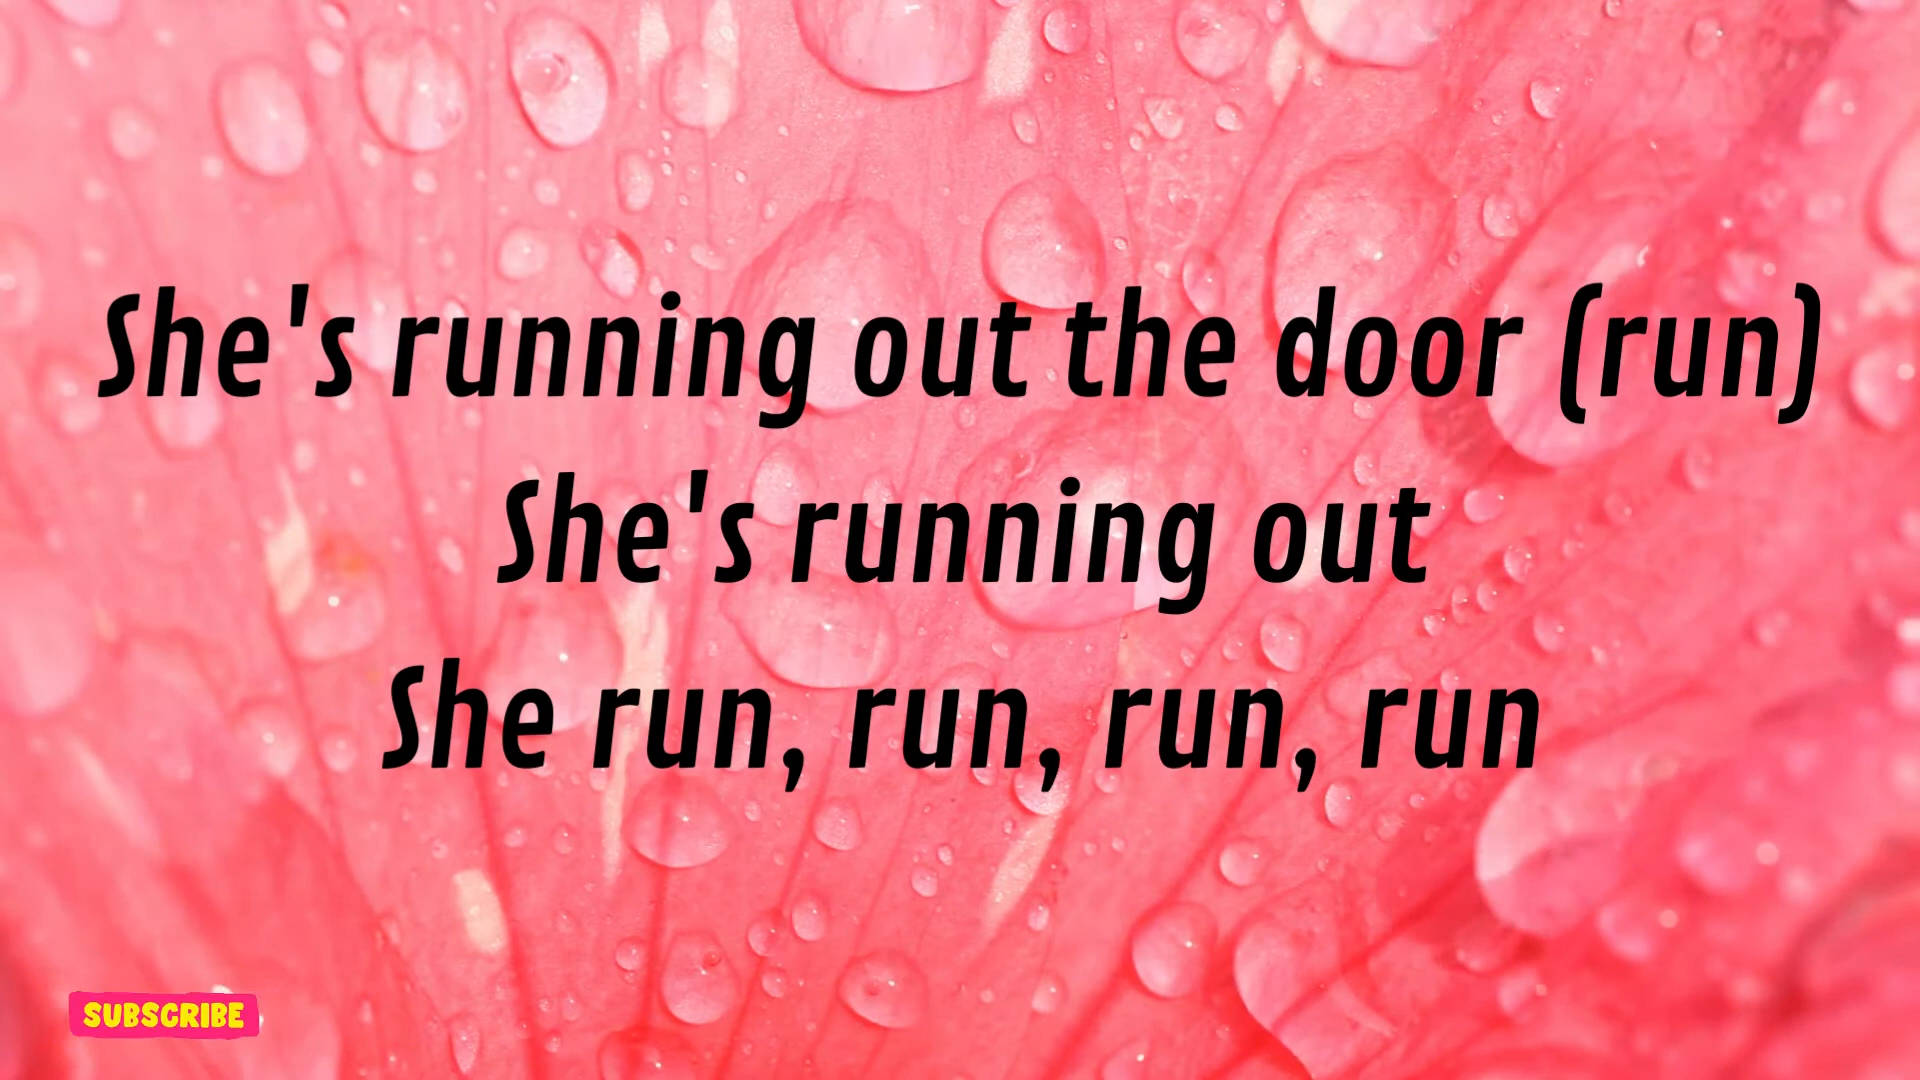 She's running out the door (run)
She's running out
She run, run, run, run
SUBSCRIBE